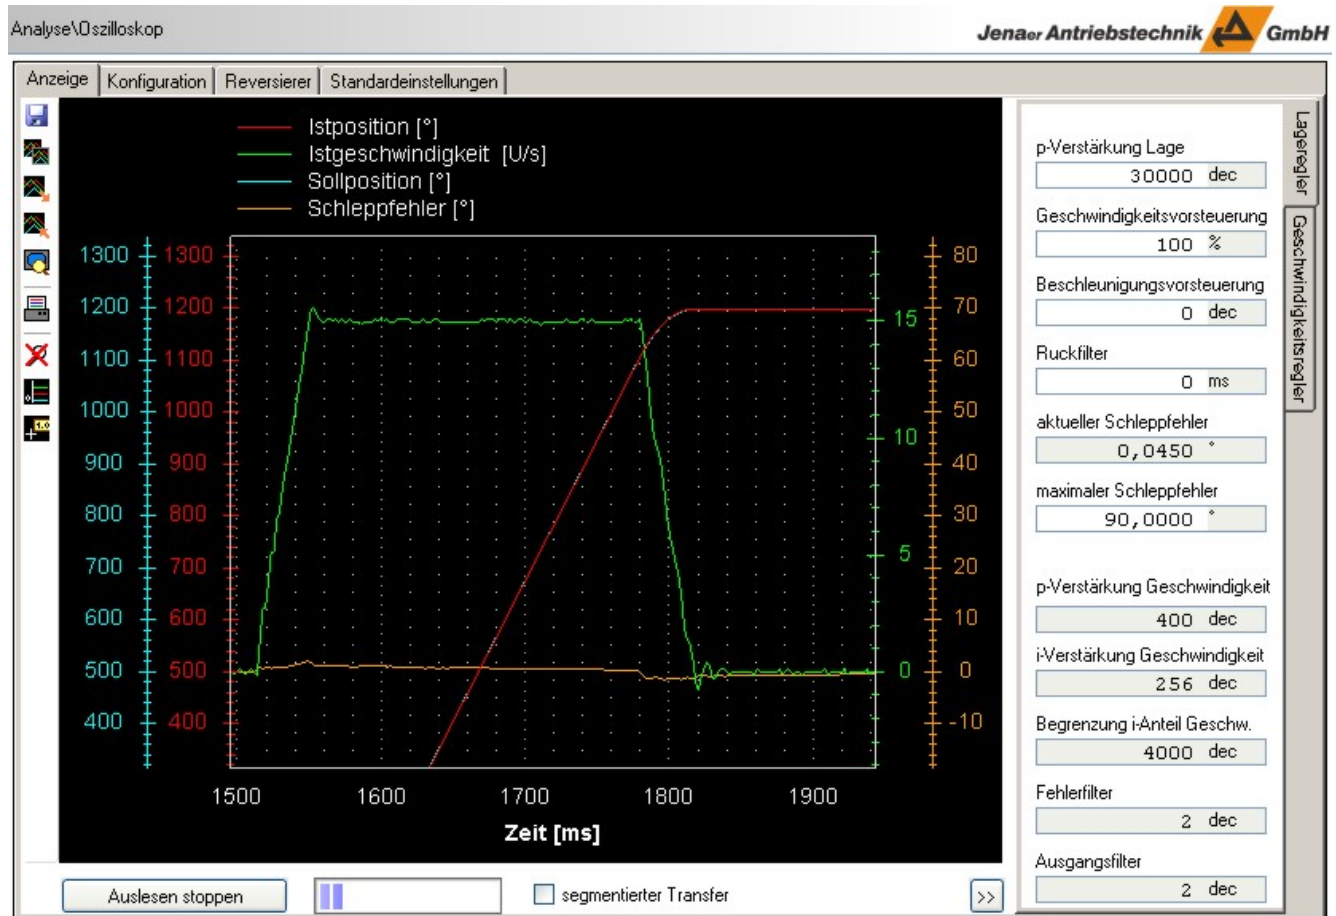 Analyse\Oszilloskop
Jenaer Antriebstechnik GmbH
Anzeige Konfiguration Reversierer Standardeinstellungen
Istposition [°]
Istgeschwindigkeit [U/s]
Sollposition [°]
Schleppfehler [°]
1300 1300 80
1200 1200 15 70
1100 1100 60
1000 1000 10 50
900 900 40
800 800 30
700 700 5 20
600 600 10
500 500 0 0
400 400 -10
1500 1600 1700 1800 1900
Zeit [ms]
Auslesen stoppen
segmentierter Transfer
>>
p-Verstärkung Lage
30000 dec
Geschwindigkeitsvorsteuerung
100 %
Beschleunigungsvorsteuerung
0 dec
Ruckfilter
0 ms
aktueller Schleppfehler
0,0450 °
maximaler Schleppfehler
90,0000 °
p-Verstärkung Geschwindigkeit
400 dec
i-Verstärkung Geschwindigkeit
256 dec
Begrenzung i-Anteil Geschw.
4000 dec
Fehlerfilter
2 dec
Ausgangsfilter
2 dec
Lageregler
Geschwindigkeitsregler